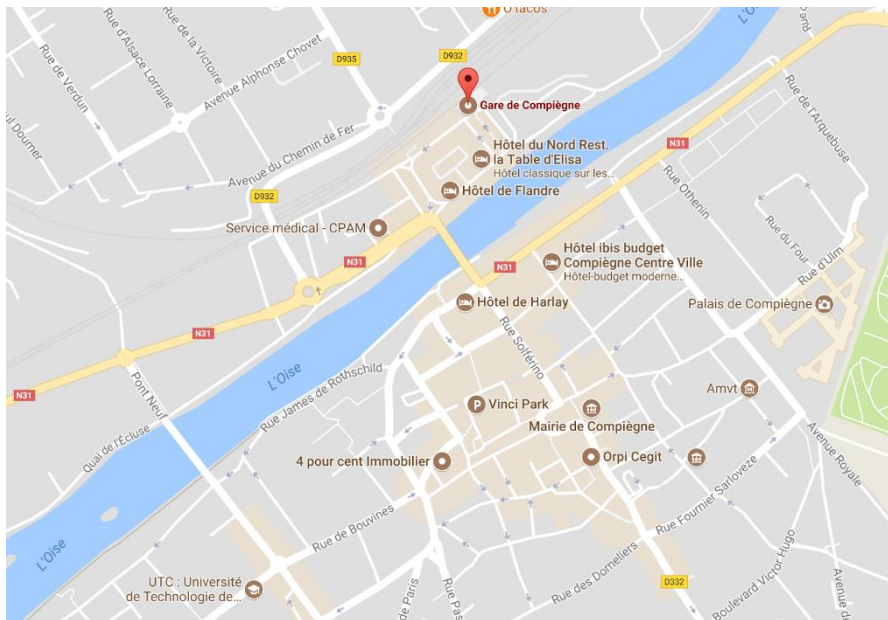 O'tacos
L'Oise
D935
D932
Rue d'Alsace Lorraine
Rue de la Victoire
Rue de Verdun
Avenue Alphonse Chovet
Gare de Compiègne
Rue de l'Arquebuse
ul Doumer
N31
Avenue du Chemin de Fer
Hôtel du Nord Rest.
la Table d'Elisa
Hôtel classique sur les...
Rue Othenin
Hôtel de Flandre
D932
Service médical - CPAM
Rue du Four
Rue d'Ulm
N31
N31
Hôtel ibis budget
Compiègne Centre Ville
Hôtel-budget moderne...
Hôtel de Harlay
Palais de Compiègne
N31
Rue Solférino
L'Oise
Rue James de Rothschild
Pont Neuf
N31
Amvt
Vinci Park
Mairie de Compiègne
Quai de l'Écluse
4 pour cent Immobilier
Orpi Cegit
Avenue Royale
Rue Fournier Sarloveze
Rue de Bouvines
L'Oise
UTC : Université
de Technologie de...
de Paris
Rue Pas
Rue des Domeliers
D332
Boulevard Victor Hugo
Avenue de